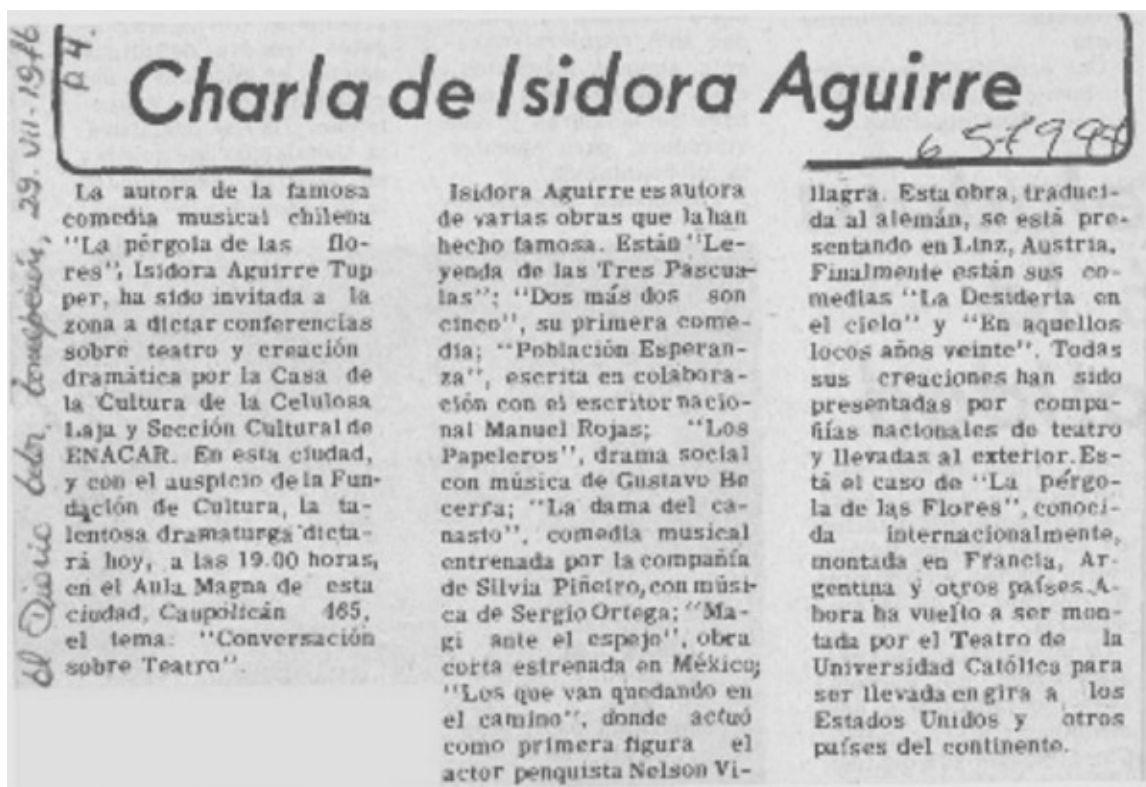 Charla de Isidora Aguirre
p 4.
La autora de la famosa
comedia musical chilena
"La pérgola de las flo-
res", Isidora Aguirre Tup
per, ha sido invitada a la
zona a dictar conferencias
sobre teatro y creación
dramática por la Casa de
la Cultura de la Celulosa
Laja y Sección Cultural de
ENACAR. En esta ciudad,
y con el auspicio de la Fun-
dación de Cultura, la ta-
lentosa dramaturga dicta-
rá hoy, a las 19.00 horas,
en el Aula Magna de esta
ciudad, Caupolicán 465,
el tema: "Conversación
sobre Teatro".
Isidora Aguirre es autora
de varias obras que la han
hecho famosa. Están "Le-
yenda de las Tres Pascua-
las"; "Dos más dos son
cinco", su primera come-
dia; "Población Esperan-
za", escrita en colabora-
ción con el escritor nacio-
nal Manuel Rojas; "Los
Papeleros", drama social
con música de Gustavo Be
cerra; "La dama del ca-
nasto", comedia musical
entrenada por la compañía
de Silvia Piñeiro, con músi-
ca de Sergio Ortega; "Ma-
gi ante el espejo", obra
corta estrenada en México;
"Los que van quedando en
el camino", donde actuó
como primera figura el
actor penquista Nelson Vi-
llagra. Esta obra, traduci-
da al alemán, se está pre-
sentando en Linz, Austria.
Finalmente están sus co-
medias "La Desideria en
el cielo" y "En aquellos
locos años veinte". Todas
sus creaciones han sido
presentadas por compa-
ñías nacionales de teatro
y llevadas al exterior. Es-
tá el caso de "La pérgo-
la de las Flores", conoci-
da internacionalmente,
montada en Francia, Ar-
gentina y otros países. A-
hora ha vuelto a ser mon-
tada por el Teatro de la
Universidad Católica para
ser llevada en gira a los
Estados Unidos y otros
países del continente.
El Diario Color, Concepción, 29. VII-1976